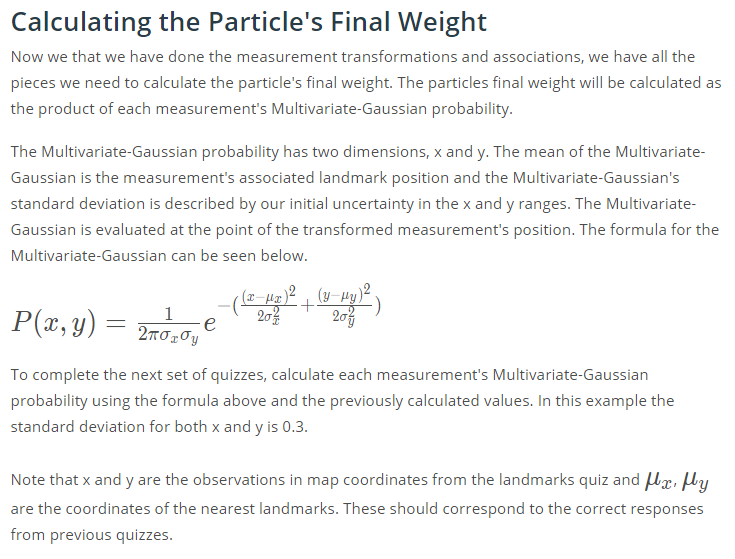 Calculating the Particle's Final Weight
Now we that we have done the measurement transformations and associations, we have all the
pieces we need to calculate the particle's final weight. The particles final weight will be calculated as
the product of each measurement's Multivariate-Gaussian probability.
The Multivariate-Gaussian probability has two dimensions, x and y. The mean of the Multivariate-
Gaussian is the measurement's associated landmark position and the Multivariate-Gaussian's
standard deviation is described by our initial uncertainty in the x and y ranges. The Multivariate-
Gaussian is evaluated at the point of the transformed measurement's position. The formula for the
Multivariate-Gaussian can be seen below.
P(x, y) = \frac{1}{2\pi\sigma_x\sigma_y} e^{-(\frac{(x-\mu_x)^2}{2\sigma_x^2} + \frac{(y-\mu_y)^2}{2\sigma_y^2})}
To complete the next set of quizzes, calculate each measurement's Multivariate-Gaussian
probability using the formula above and the previously calculated values. In this example the
standard deviation for both x and y is 0.3.
Note that x and y are the observations in map coordinates from the landmarks quiz and μx, μy
are the coordinates of the nearest landmarks. These should correspond to the correct responses
from previous quizzes.